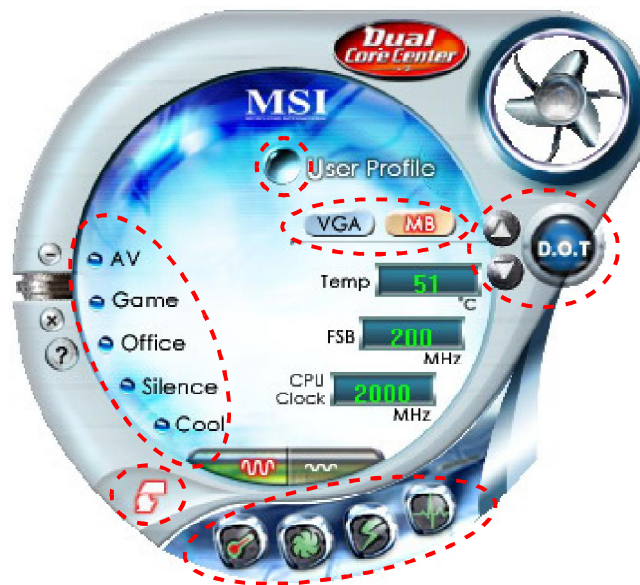 Dual
Core Center
MSI
User Profile
VGA MB
D.O.T
AV
Temp 51
°C
Game
FSB 200
MHz
Office
Silence
CPU
Clock 2000
MHz
Cool
?